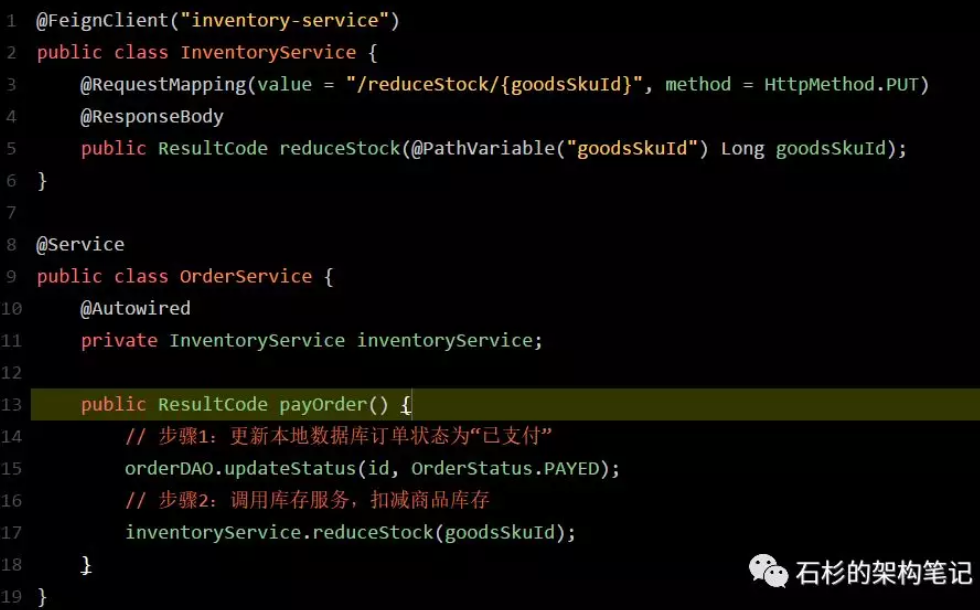 1 @FeignClient("inventory-service")
2 public class InventoryService {
3     @RequestMapping(value = "/reduceStock/{goodsSkuId}", method = HttpMethod.PUT)
4     @ResponseBody
5     public ResultCode reduceStock(@PathVariable("goodsSkuId") Long goodsSkuId);
6 }
7
8 @Service
9 public class OrderService {
10     @Autowired
11     private InventoryService inventoryService;
12
13     public ResultCode payOrder() {
14         // 步骤1：更新本地数据库订单状态为“已支付”
15         orderDAO.updateStatus(id, OrderStatus.PAYED);
16         // 步骤2：调用库存服务，扣减商品库存
17         inventoryService.reduceStock(goodsSkuId);
18     }
19 }
石杉的架构笔记